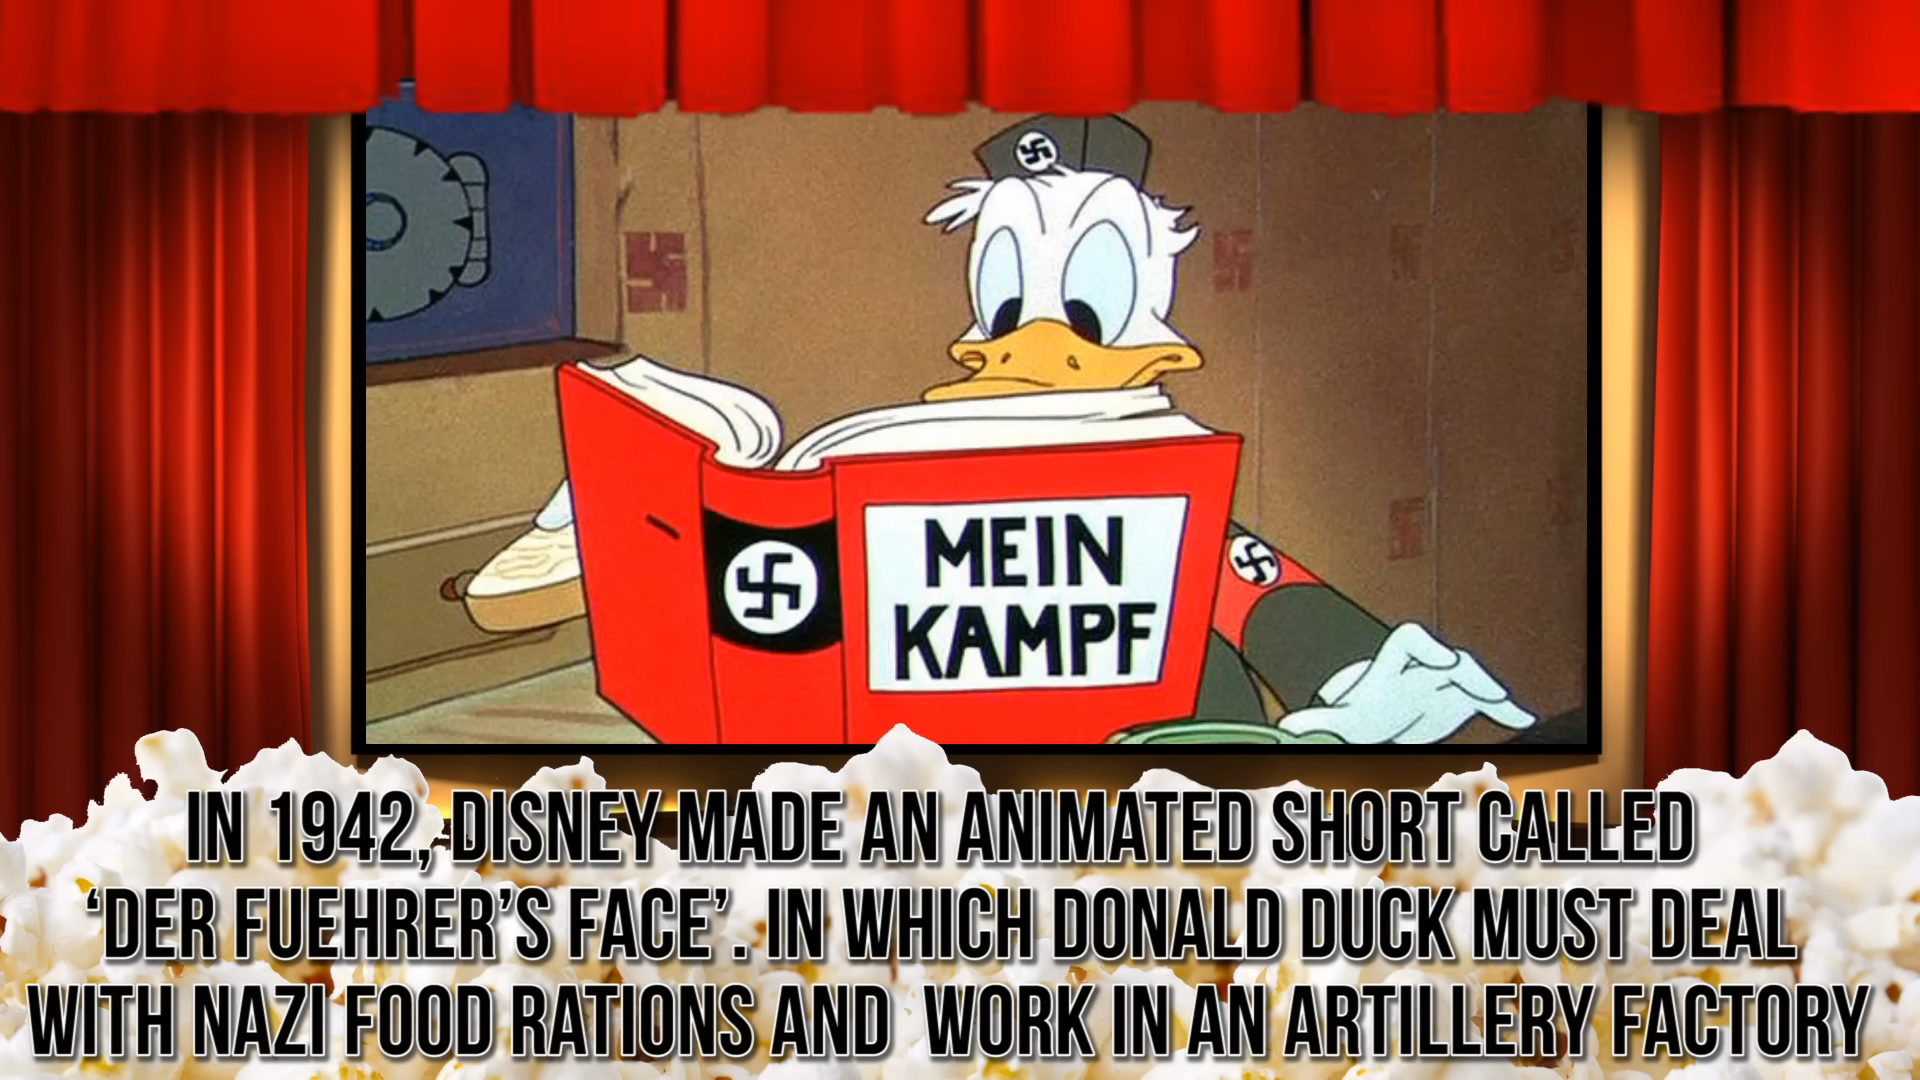 MEIN
KAMPF
IN 1942, DISNEY MADE AN ANIMATED SHORT CALLED
‘DER FUEHRER’S FACE’. IN WHICH DONALD DUCK MUST DEAL
WITH NAZI FOOD RATIONS AND WORK IN AN ARTILLERY FACTORY